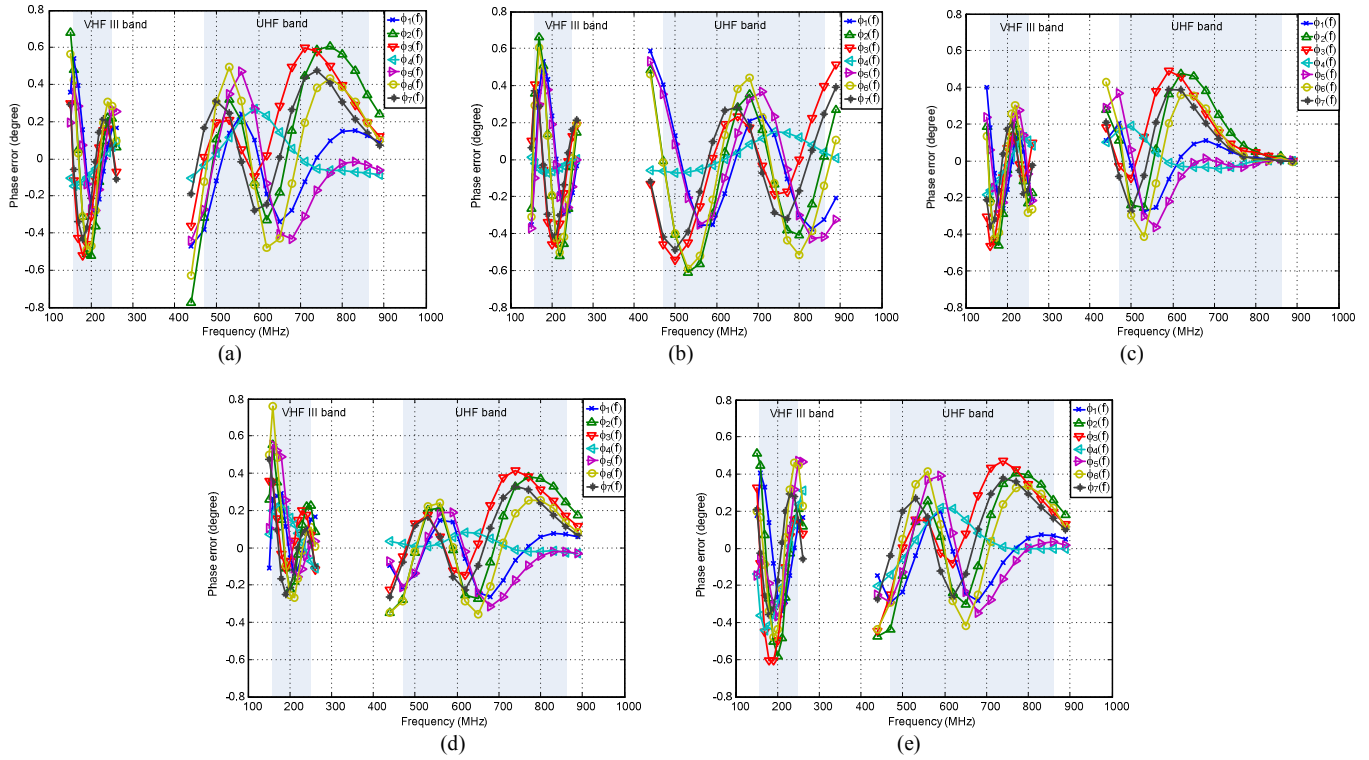 0.8
0.6
0.4
0.2
0
-0.2
-0.4
-0.6
0.8
Phase error (degree)
VHF III band
UHF band
ϕ₁(f)
ϕ₂(f)
ϕ₃(f)
ϕ₄(f)
ϕ₅(f)
ϕ₆(f)
ϕ₇(f)
100 200 300 400 500 600 700 800 900 1000
Frequency (MHz)
(a)
0.8
0.6
0.4
0.2
0
-0.2
-0.4
-0.6
-0.8
Phase error (degree)
VHF III band
UHF band
ϕ₁(f)
ϕ₂(f)
ϕ₃(f)
ϕ₄(f)
ϕ₅(f)
ϕ₆(f)
ϕ₇(f)
100 200 300 400 500 600 700 800 900 1000
Frequency (MHz)
(b)
0.8
0.6
0.4
0.2
0
-0.2
-0.4
-0.6
-0.8
Phase error (degree)
VHF III band
UHF band
ϕ₁(f)
ϕ₂(f)
ϕ₃(f)
ϕ₄(f)
ϕ₅(f)
ϕ₆(f)
ϕ₇(f)
100 200 300 400 500 600 700 800 900 1000
Frequency (MHz)
(c)
0.8
0.6
0.4
0.2
0
-0.2
-0.4
-0.6
-0.8
Phase error (degree)
VHF III band
UHF band
ϕ₁(f)
ϕ₂(f)
ϕ₃(f)
ϕ₄(f)
ϕ₅(f)
ϕ₆(f)
ϕ₇(f)
100 200 300 400 500 600 700 800 900 1000
Frequency (MHz)
(d)
0.8
0.6
0.4
0.2
0
-0.2
-0.4
-0.6
-0.8
Phase error (degree)
VHF III band
UHF band
ϕ₁(f)
ϕ₂(f)
ϕ₃(f)
ϕ₄(f)
ϕ₅(f)
ϕ₆(f)
ϕ₇(f)
100 200 300 400 500 600 700 800 900 1000
Frequency (MHz)
(e)